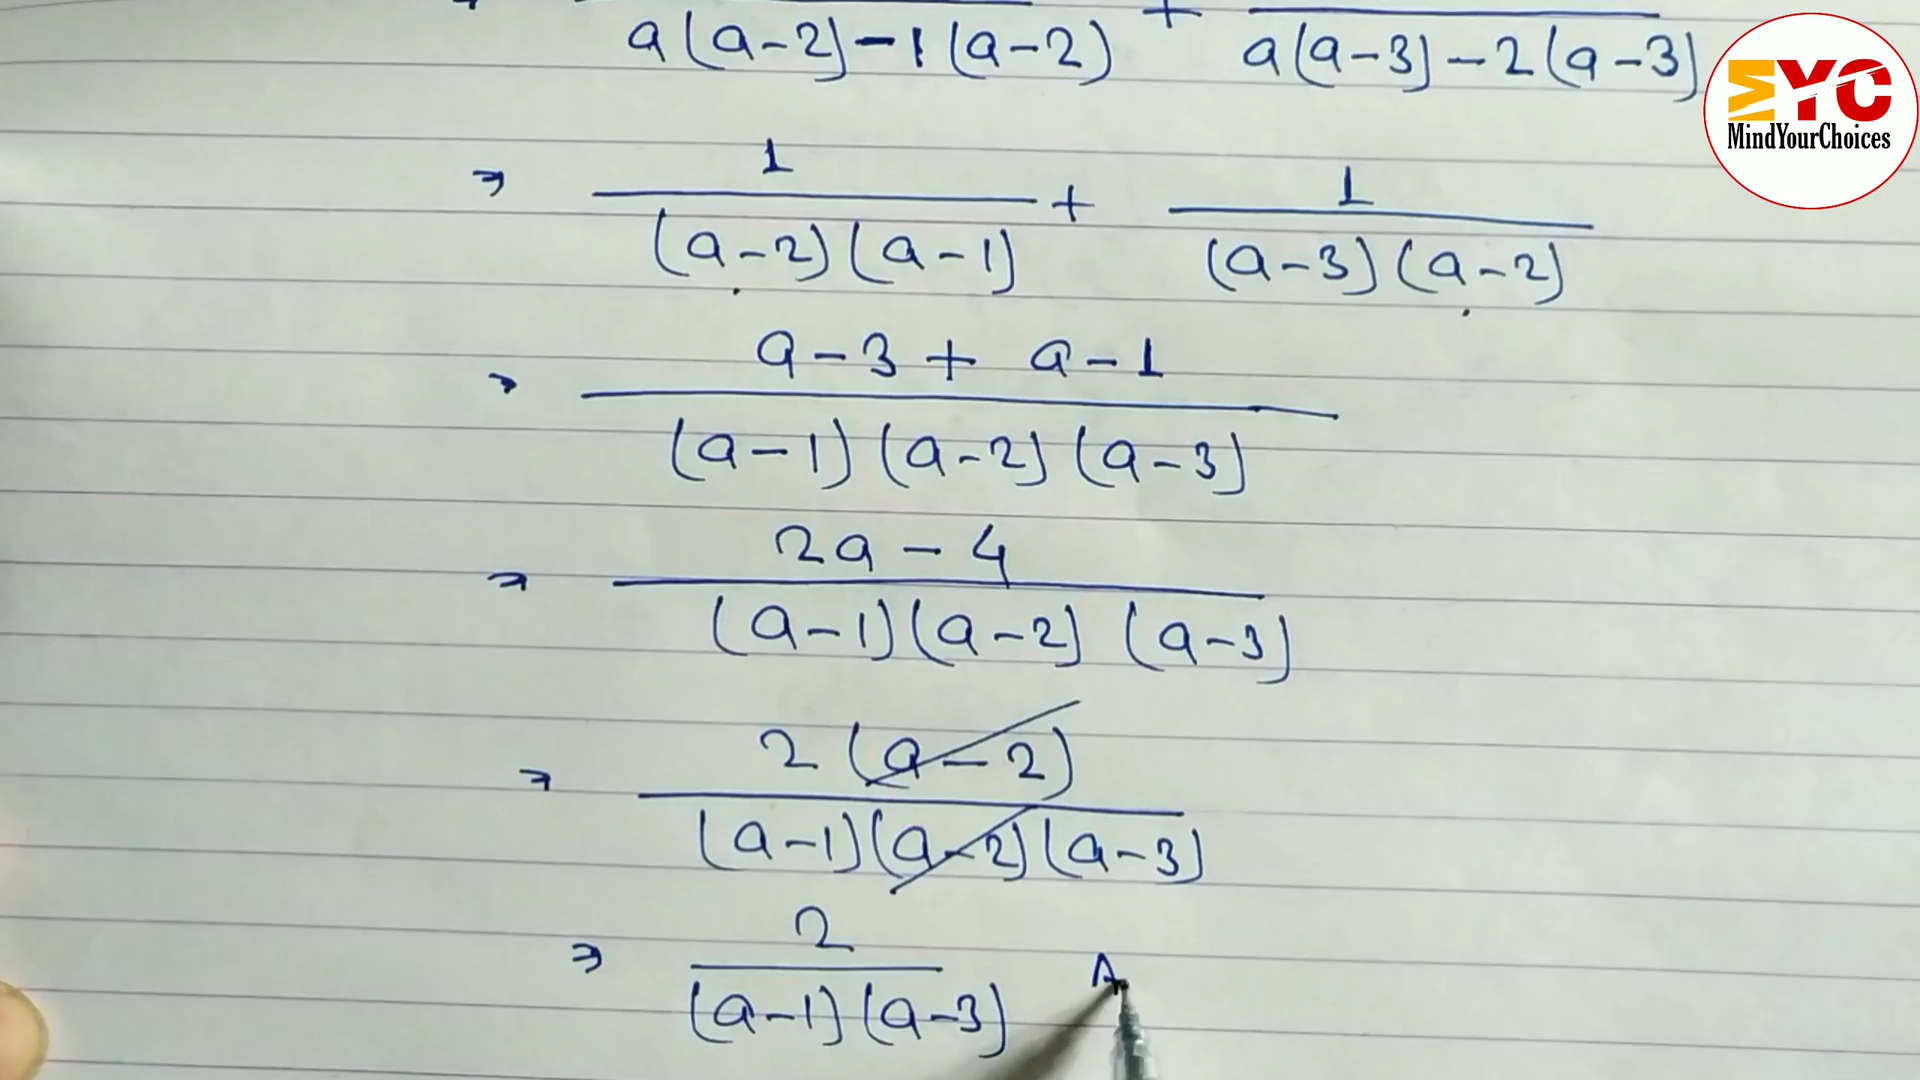 a(a-2)-1(a-2) + a(a-3)-2(a-3)
MYC
MindYourChoices
⇒ 1/(a-2)(a-1) + 1/(a-3)(a-2)
⇒ a-3 + a-1
(a-1)(a-2)(a-3)
⇒ 2a-4
(a-1)(a-2)(a-3)
⇒ 2(a-2)
(a-1)(a-2)(a-3)
⇒ 2
(a-1)(a-3)
A